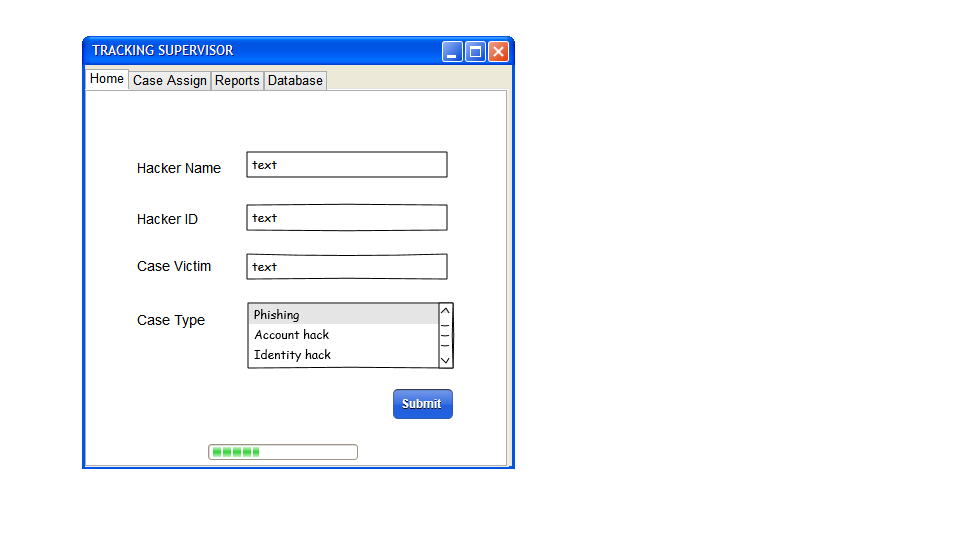 TRACKING SUPERVISOR
Home Case Assign Reports Database
Hacker Name text
Hacker ID text
Case Victim text
Case Type Phishing
Account hack
Identity hack
Submit